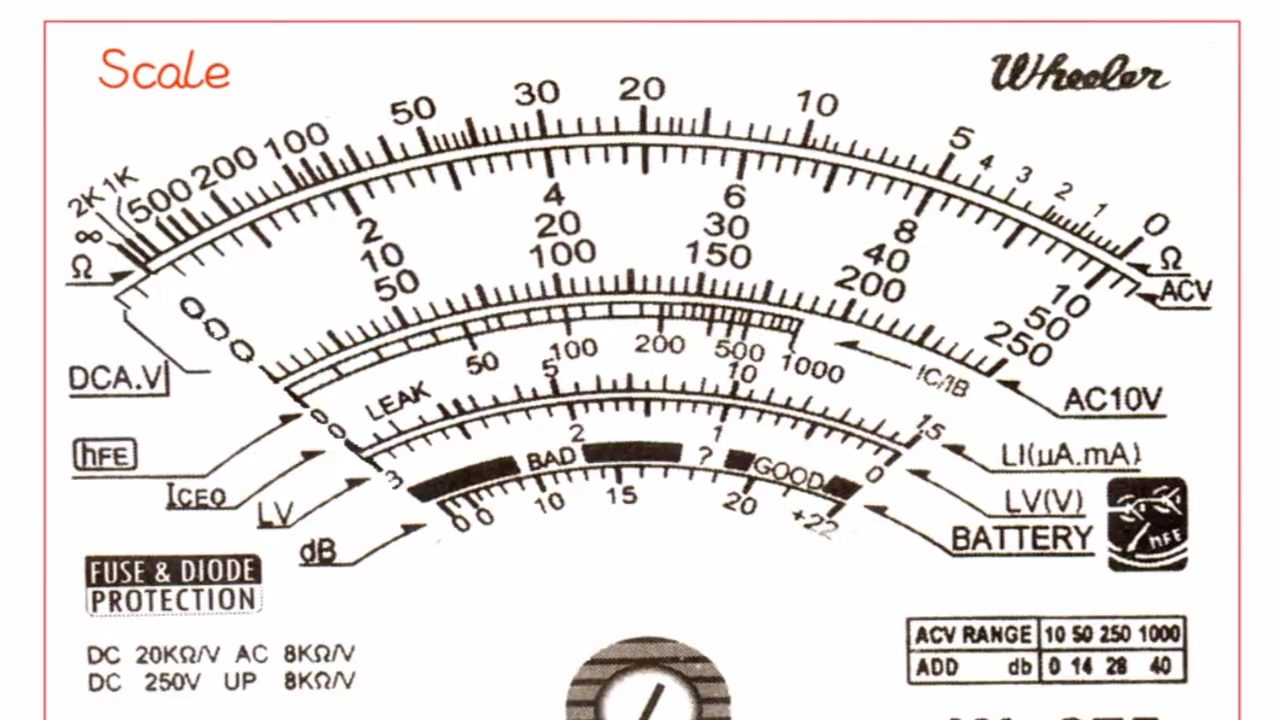 Scale
Wheeler
2K 1K 500 200 100 50 30 20 10 5 4 3 2 1 0
∞
Ω
Ω
ACV
0 2 4 6 8 10
0 10 20 30 40 50
0 50 100 150 200 250
DCA.V
AC10V
0 50 100 200 500 1000
IC/IB
hFE
LEAK
0 5 10 15
ICEO
LI(µA.mA)
3 2 1 0
LV
LV(V)
BAD ? GOOD
BATTERY
0 0 10 15 20 +22
dB
hFE
FUSE & DIODE
PROTECTION
DC 20KΩ/V AC 8KΩ/V
DC 250V UP 8KΩ/V
ACV RANGE 10 50 250 1000
ADD db 0 14 28 40